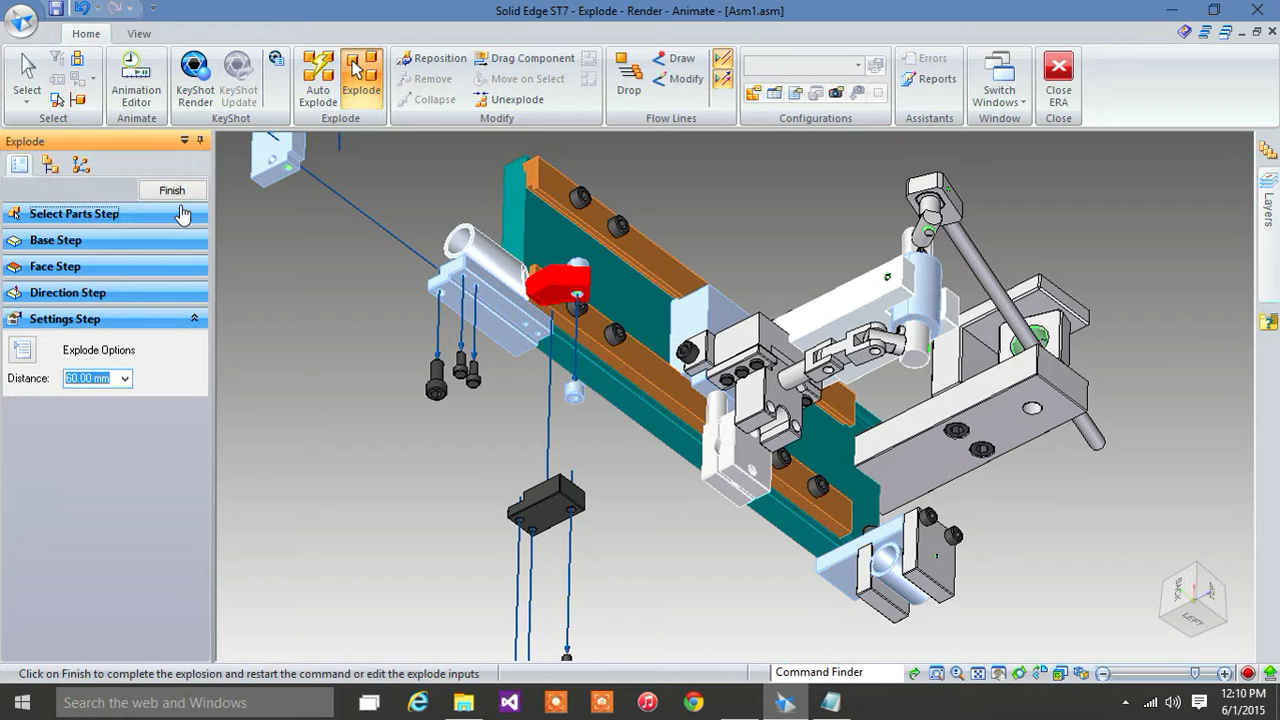 Solid Edge ST7 - Explode - Render - Animate - [Asm1.asm]
Home View
Select
Animation Editor
KeyShot Render
KeyShot Update
Auto Explode
Explode
Reposition
Remove
Collapse
Drag Component
Move on Select
Unexplode
Drop
Draw
Modify
Errors
Reports
Switch Windows
Close ERA
Select Animate KeyShot Explode Modify Flow Lines Configurations Assistants Window Close
Explode
Finish
Select Parts Step
Base Step
Face Step
Direction Step
Settings Step
Explode Options
Distance: 60.00 mm
Layers
BACK
LEFT
Click on Finish to complete the explosion and restart the command or edit the explode inputs
Command Finder
Search the web and Windows
12:10 PM
6/1/2015